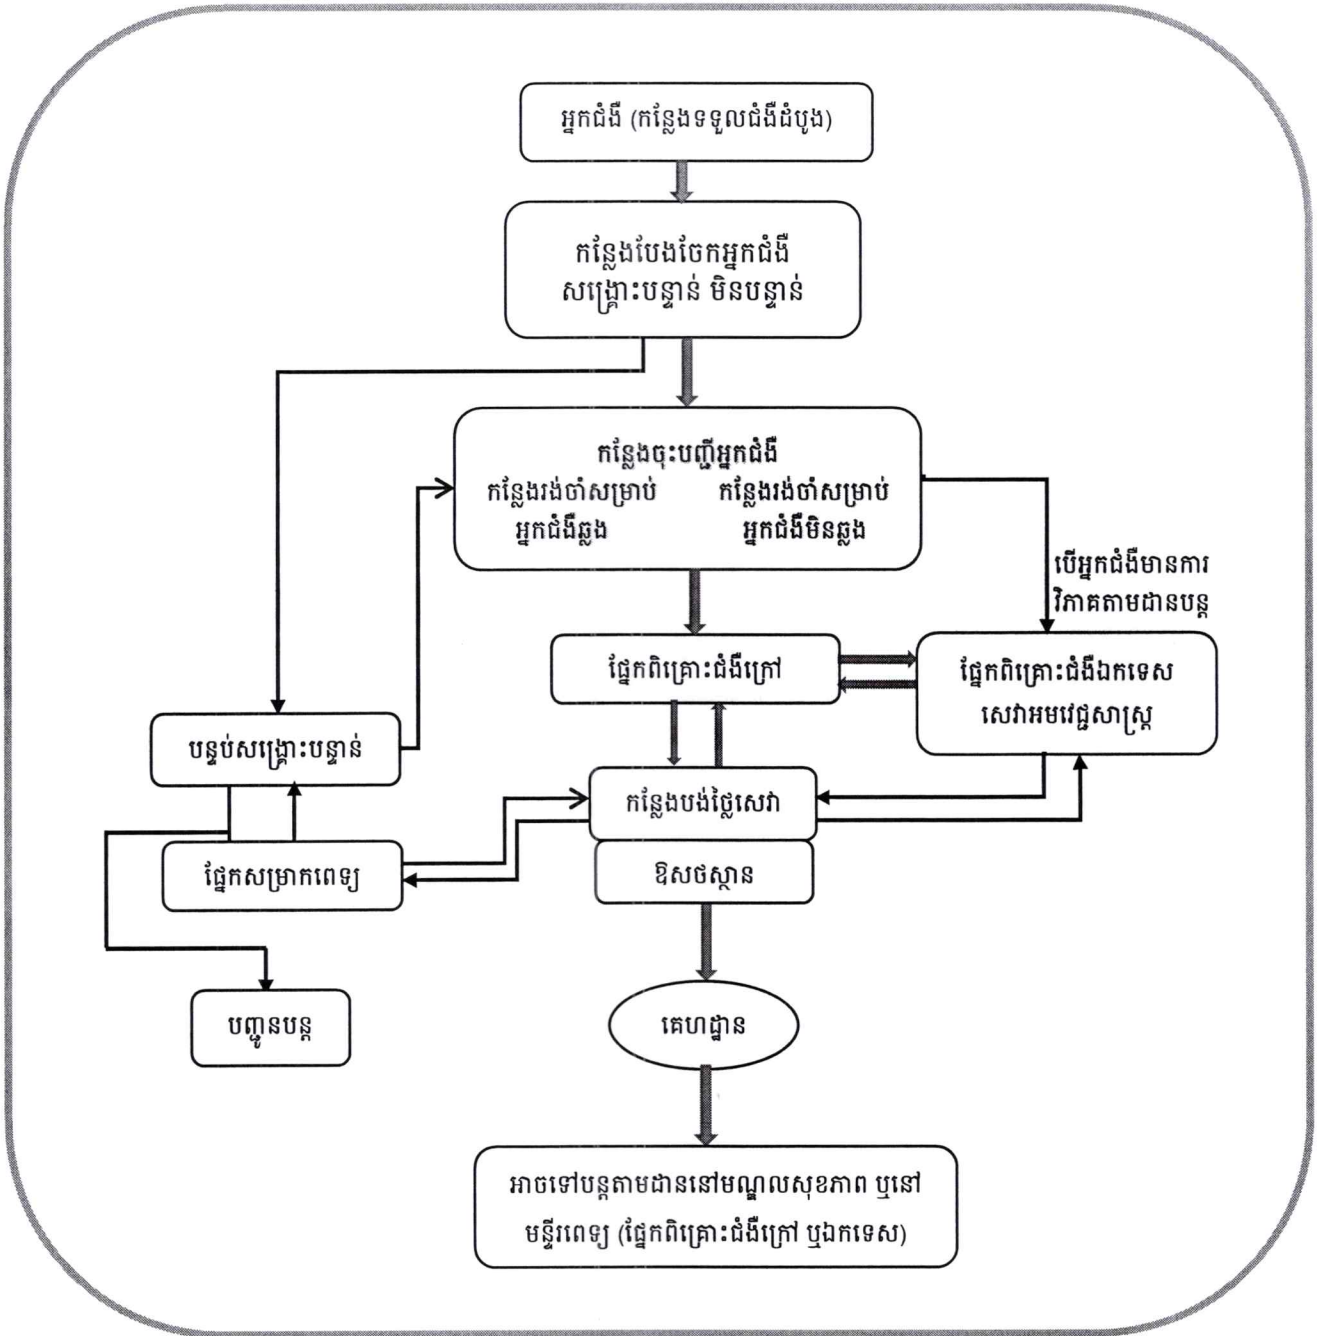 អ្នកជំងឺ (កន្លែងទទួលជំងឺដំបូង)
កន្លែងបែងចែកអ្នកជំងឺ
សង្គ្រោះបន្ទាន់ មិនបន្ទាន់
កន្លែងចុះបញ្ជីអ្នកជំងឺ
កន្លែងរង់ចាំសម្រាប់ កន្លែងរង់ចាំសម្រាប់
អ្នកជំងឺឆ្លង អ្នកជំងឺមិនឆ្លង
បើអ្នកជំងឺមានការ
វិភាគតាមដានបន្ត
ផ្នែកពិគ្រោះជំងឺក្រៅ
ផ្នែកពិគ្រោះជំងឺឯកទេស
សេវាអមវេជ្ជសាស្ត្រ
បន្ទប់សង្គ្រោះបន្ទាន់
កន្លែងបង់ថ្លៃសេវា
ផ្នែកសម្រាកពេទ្យ
ឱសថស្ថាន
បញ្ជូនបន្ត
គេហដ្ឋាន
អាចទៅបន្តតាមដាននៅមណ្ឌលសុខភាព ឬនៅ
មន្ទីរពេទ្យ (ផ្នែកពិគ្រោះជំងឺក្រៅ ឬឯកទេស)